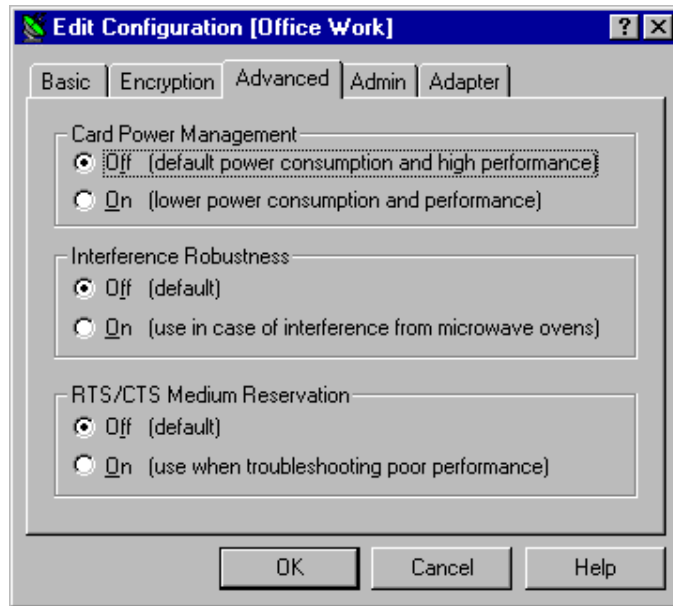 Edit Configuration [Office Work]
Basic Encryption Advanced Admin Adapter
Card Power Management
Off (default power consumption and high performance)
On (lower power consumption and performance)
Interference Robustness
Off (default)
On (use in case of interference from microwave ovens)
RTS/CTS Medium Reservation
Off (default)
On (use when troubleshooting poor performance)
OK Cancel Help